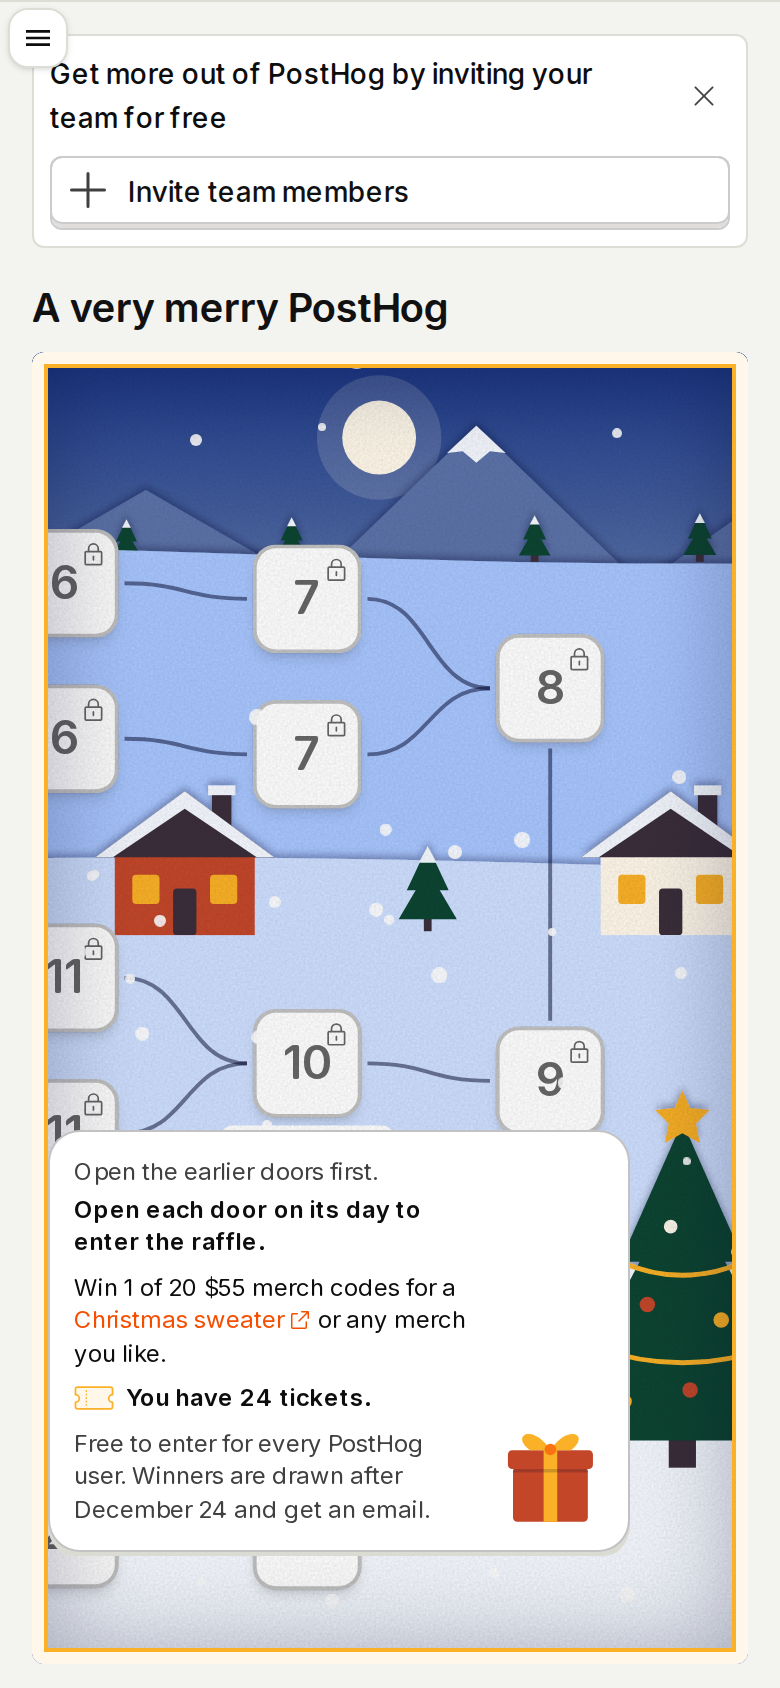 Get more out of PostHog by inviting your
team for free
Invite team members
A very merry PostHog
6
7
8
6
7
11
10
9
11
Open the earlier doors first.
Open each door on its day to
enter the raffle.
Win 1 of 20 $55 merch codes for a
Christmas sweater or any merch
you like.
You have 24 tickets.
Free to enter for every PostHog
user. Winners are drawn after
December 24 and get an email.